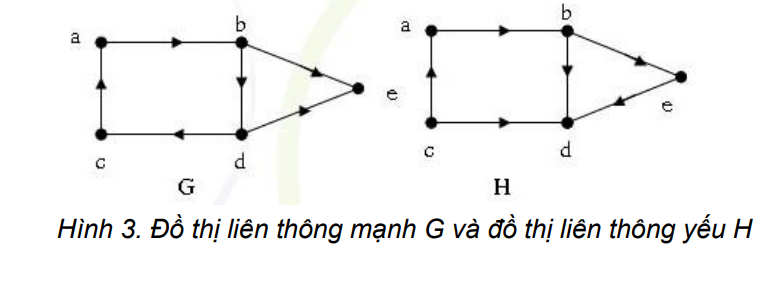 a b e c d
G
a b e c d
H
Hình 3. Đồ thị liên thông mạnh G và đồ thị liên thông yếu H